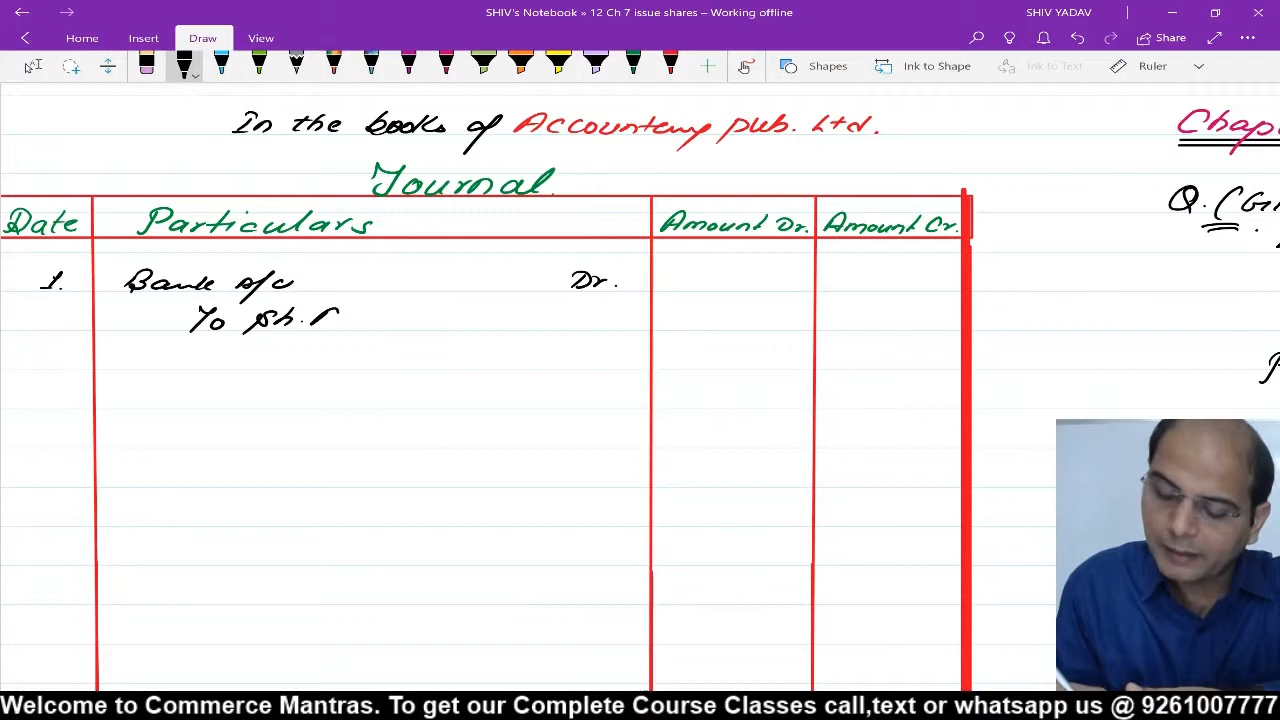 SHIV's Notebook » 12 Ch 7 issue shares – Working offline
SHIV YADAV
Home Insert Draw View
Share
Shapes Ink to Shape Ink to Text Ruler
In the books of Accountancy Pub. Ltd.
Chap
Journal
Q. (Gi
Date Particulars Amount Dr. Amount Cr.
1. Bank a/c Dr.
To Sh.
Welcome to Commerce Mantras. To get our Complete Course Classes call,text or whatsapp us @ 9261007777